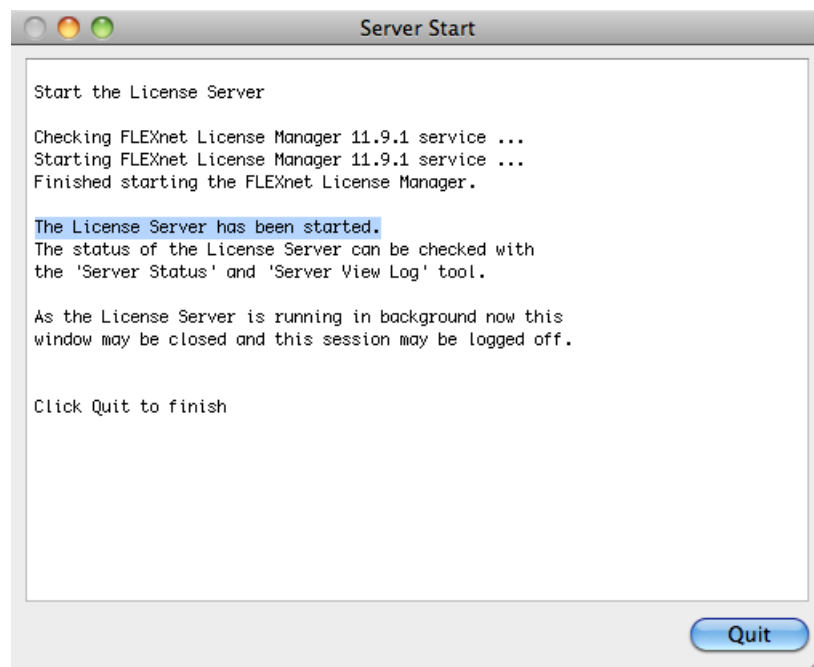 Server Start
Start the License Server
Checking FLEXnet License Manager 11.9.1 service ...
Starting FLEXnet License Manager 11.9.1 service ...
Finished starting the FLEXnet License Manager.
The License Server has been started.
The status of the License Server can be checked with
the 'Server Status' and 'Server View Log' tool.
As the License Server is running in background now this
window may be closed and this session may be logged off.
Click Quit to finish
Quit